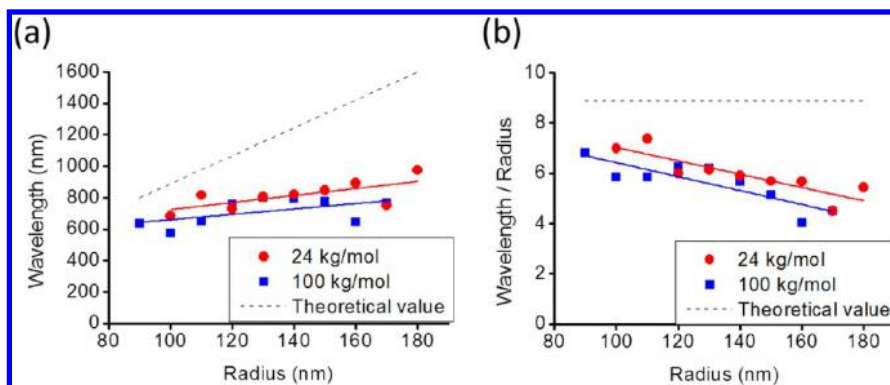 (a)
1600
1400
1200
1000
800
600
400
200
0
Wavelength (nm)
80 100 120 140 160 180
Radius (nm)
24 kg/mol
100 kg/mol
Theoretical value
(b)
10
8
6
4
2
0
Wavelength / Radius
80 100 120 140 160 180
Radius (nm)
24 kg/mol
100 kg/mol
Theoretical value